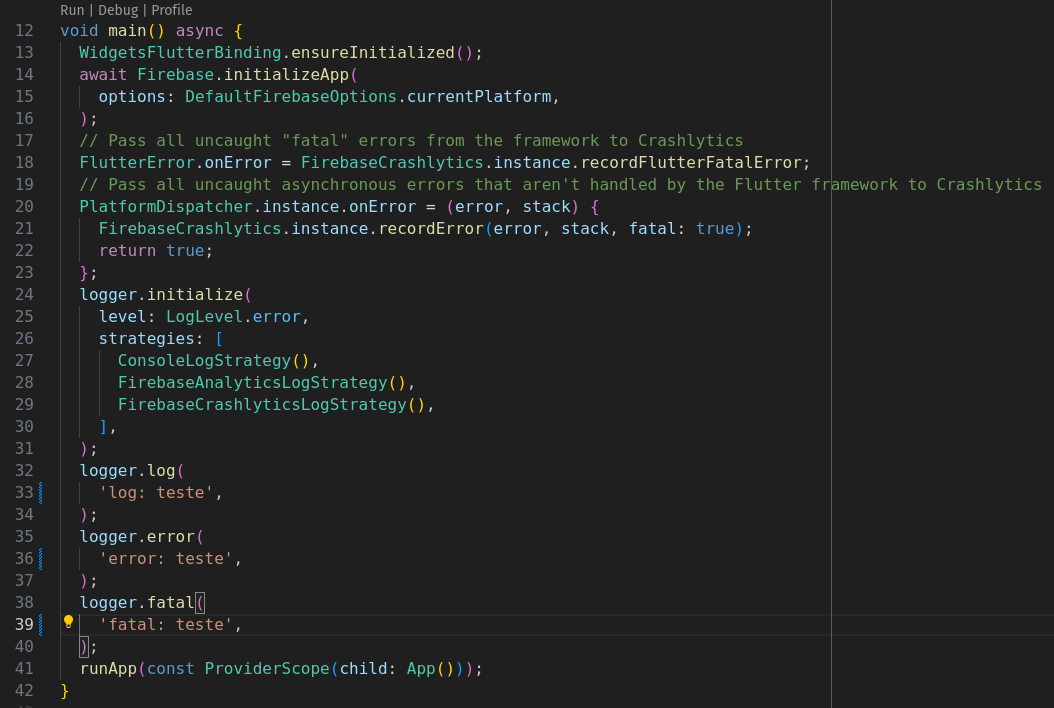 Run | Debug | Profile
12 void main() async {
13   WidgetsFlutterBinding.ensureInitialized();
14   await Firebase.initializeApp(
15     options: DefaultFirebaseOptions.currentPlatform,
16   );
17   // Pass all uncaught "fatal" errors from the framework to Crashlytics
18   FlutterError.onError = FirebaseCrashlytics.instance.recordFlutterFatalError;
19   // Pass all uncaught asynchronous errors that aren't handled by the Flutter framework to Crashlytics
20   PlatformDispatcher.instance.onError = (error, stack) {
21     FirebaseCrashlytics.instance.recordError(error, stack, fatal: true);
22     return true;
23   };
24   logger.initialize(
25     level: LogLevel.error,
26     strategies: [
27       ConsoleLogStrategy(),
28       FirebaseAnalyticsLogStrategy(),
29       FirebaseCrashlyticsLogStrategy(),
30     ],
31   );
32   logger.log(
33     'log: teste',
34   );
35   logger.error(
36     'error: teste',
37   );
38   logger.fatal(
39     'fatal: teste',
40   );
41   runApp(const ProviderScope(child: App()));
42 }